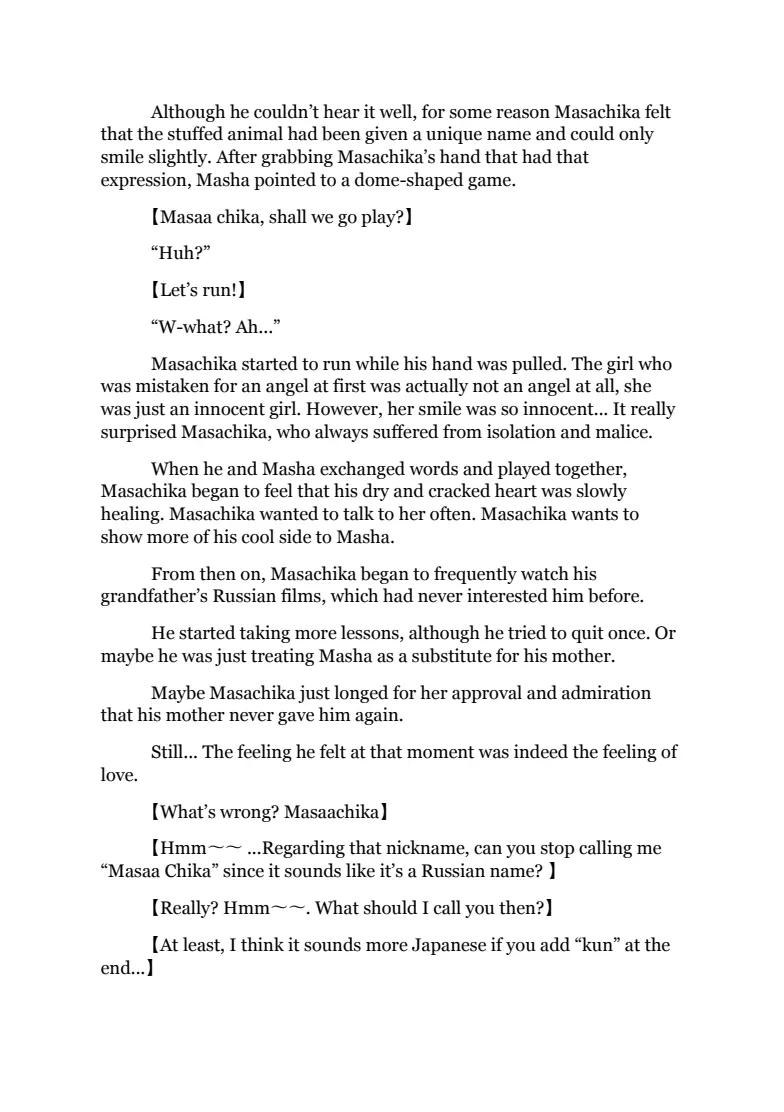 Although he couldn’t hear it well, for some reason Masachika felt
that the stuffed animal had been given a unique name and could only
smile slightly. After grabbing Masachika’s hand that had that
expression, Masha pointed to a dome-shaped game.
【Masaa chika, shall we go play?】
“Huh?”
【Let’s run!】
“W-what? Ah...”
Masachika started to run while his hand was pulled. The girl who
was mistaken for an angel at first was actually not an angel at all, she
was just an innocent girl. However, her smile was so innocent... It really
surprised Masachika, who always suffered from isolation and malice.
When he and Masha exchanged words and played together,
Masachika began to feel that his dry and cracked heart was slowly
healing. Masachika wanted to talk to her often. Masachika wants to
show more of his cool side to Masha.
From then on, Masachika began to frequently watch his
grandfather’s Russian films, which had never interested him before.
He started taking more lessons, although he tried to quit once. Or
maybe he was just treating Masha as a substitute for his mother.
Maybe Masachika just longed for her approval and admiration
that his mother never gave him again.
Still... The feeling he felt at that moment was indeed the feeling of
love.
【What’s wrong? Masaachika】
【Hmm～～ ...Regarding that nickname, can you stop calling me
“Masaa Chika” since it sounds like it’s a Russian name? 】
【Really? Hmm～～. What should I call you then?】
【At least, I think it sounds more Japanese if you add “kun” at the
end...】